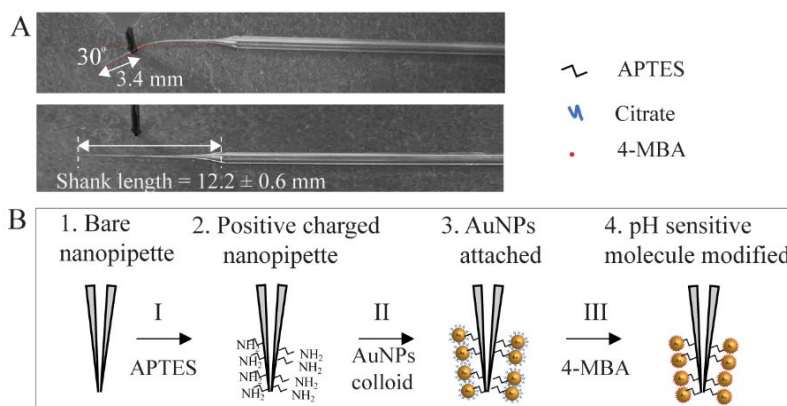 A
30°
3.4 mm
Shank length = 12.2 ± 0.6 mm
APTES
Citrate
4-MBA
B
1. Bare
nanopipette
2. Positive charged
nanopipette
3. AuNPs
attached
4. pH sensitive
molecule modified
I
APTES
II
AuNPs
colloid
III
4-MBA
NH
NH₂
NH₂
NH₂
NH₂
NH₂
NH₂
NH₂
NH₂
NH₂